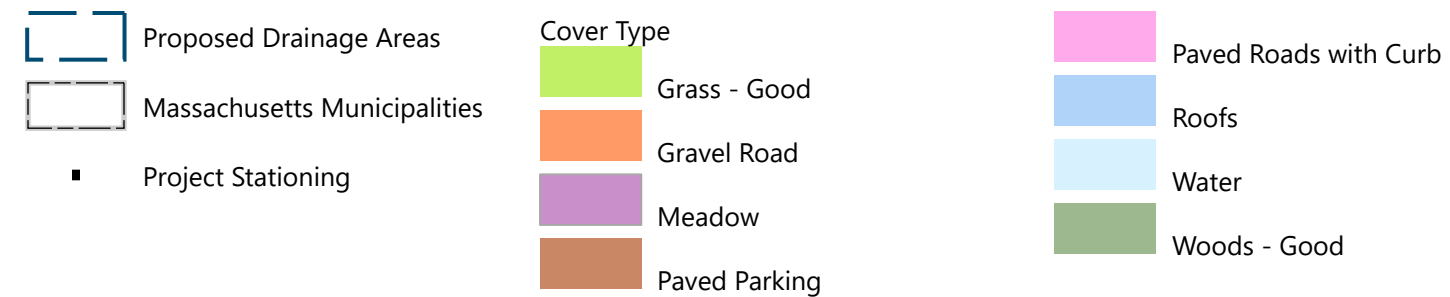 Proposed Drainage Areas
Massachusetts Municipalities
Project Stationing
Cover Type
Grass - Good
Gravel Road
Meadow
Paved Parking
Paved Roads with Curb
Roofs
Water
Woods - Good